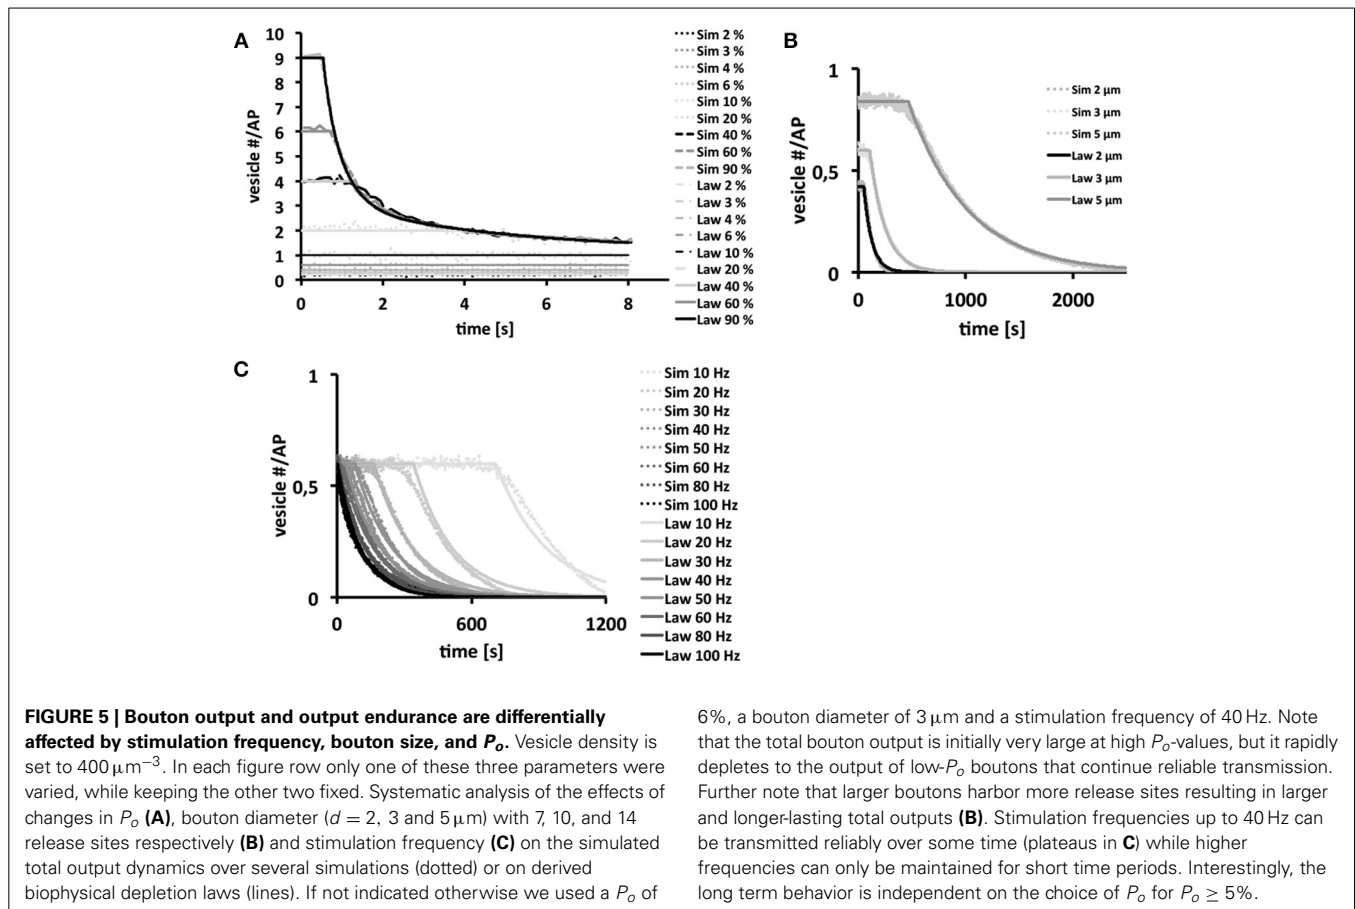 A
10
9
8
7
6
5
4
3
2
1
0
vesicle #/AP
0 2 4 6 8
time [s]
Sim 2 %
Sim 3 %
Sim 4 %
Sim 6 %
Sim 10 %
Sim 20 %
Sim 40 %
Sim 60 %
Sim 90 %
Law 2 %
Law 3 %
Law 4 %
Law 6 %
Law 10 %
Law 20 %
Law 40 %
Law 60 %
Law 90 %
B
1
0,5
0
vesicle #/AP
0 1000 2000
time [s]
Sim 2 µm
Sim 3 µm
Sim 5 µm
Law 2 µm
Law 3 µm
Law 5 µm
C
1
0,5
0
vesicle #/AP
0 600 1200
time [s]
Sim 10 Hz
Sim 20 Hz
Sim 30 Hz
Sim 40 Hz
Sim 50 Hz
Sim 60 Hz
Sim 80 Hz
Sim 100 Hz
Law 10 Hz
Law 20 Hz
Law 30 Hz
Law 40 Hz
Law 50 Hz
Law 60 Hz
Law 80 Hz
Law 100 Hz
FIGURE 5 | Bouton output and output endurance are differentially
affected by stimulation frequency, bouton size, and Po. Vesicle density is
set to 400 µm−3. In each figure row only one of these three parameters were
varied, while keeping the other two fixed. Systematic analysis of the effects of
changes in Po (A), bouton diameter (d = 2, 3 and 5 µm) with 7, 10, and 14
release sites respectively (B) and stimulation frequency (C) on the simulated
total output dynamics over several simulations (dotted) or on derived
biophysical depletion laws (lines). If not indicated otherwise we used a Po of
6%, a bouton diameter of 3 µm and a stimulation frequency of 40 Hz. Note
that the total bouton output is initially very large at high Po-values, but it rapidly
depletes to the output of low-Po boutons that continue reliable transmission.
Further note that larger boutons harbor more release sites resulting in larger
and longer-lasting total outputs (B). Stimulation frequencies up to 40 Hz can
be transmitted reliably over some time (plateaus in C) while higher
frequencies can only be maintained for short time periods. Interestingly, the
long term behavior is independent on the choice of Po for Po ≥ 5%.